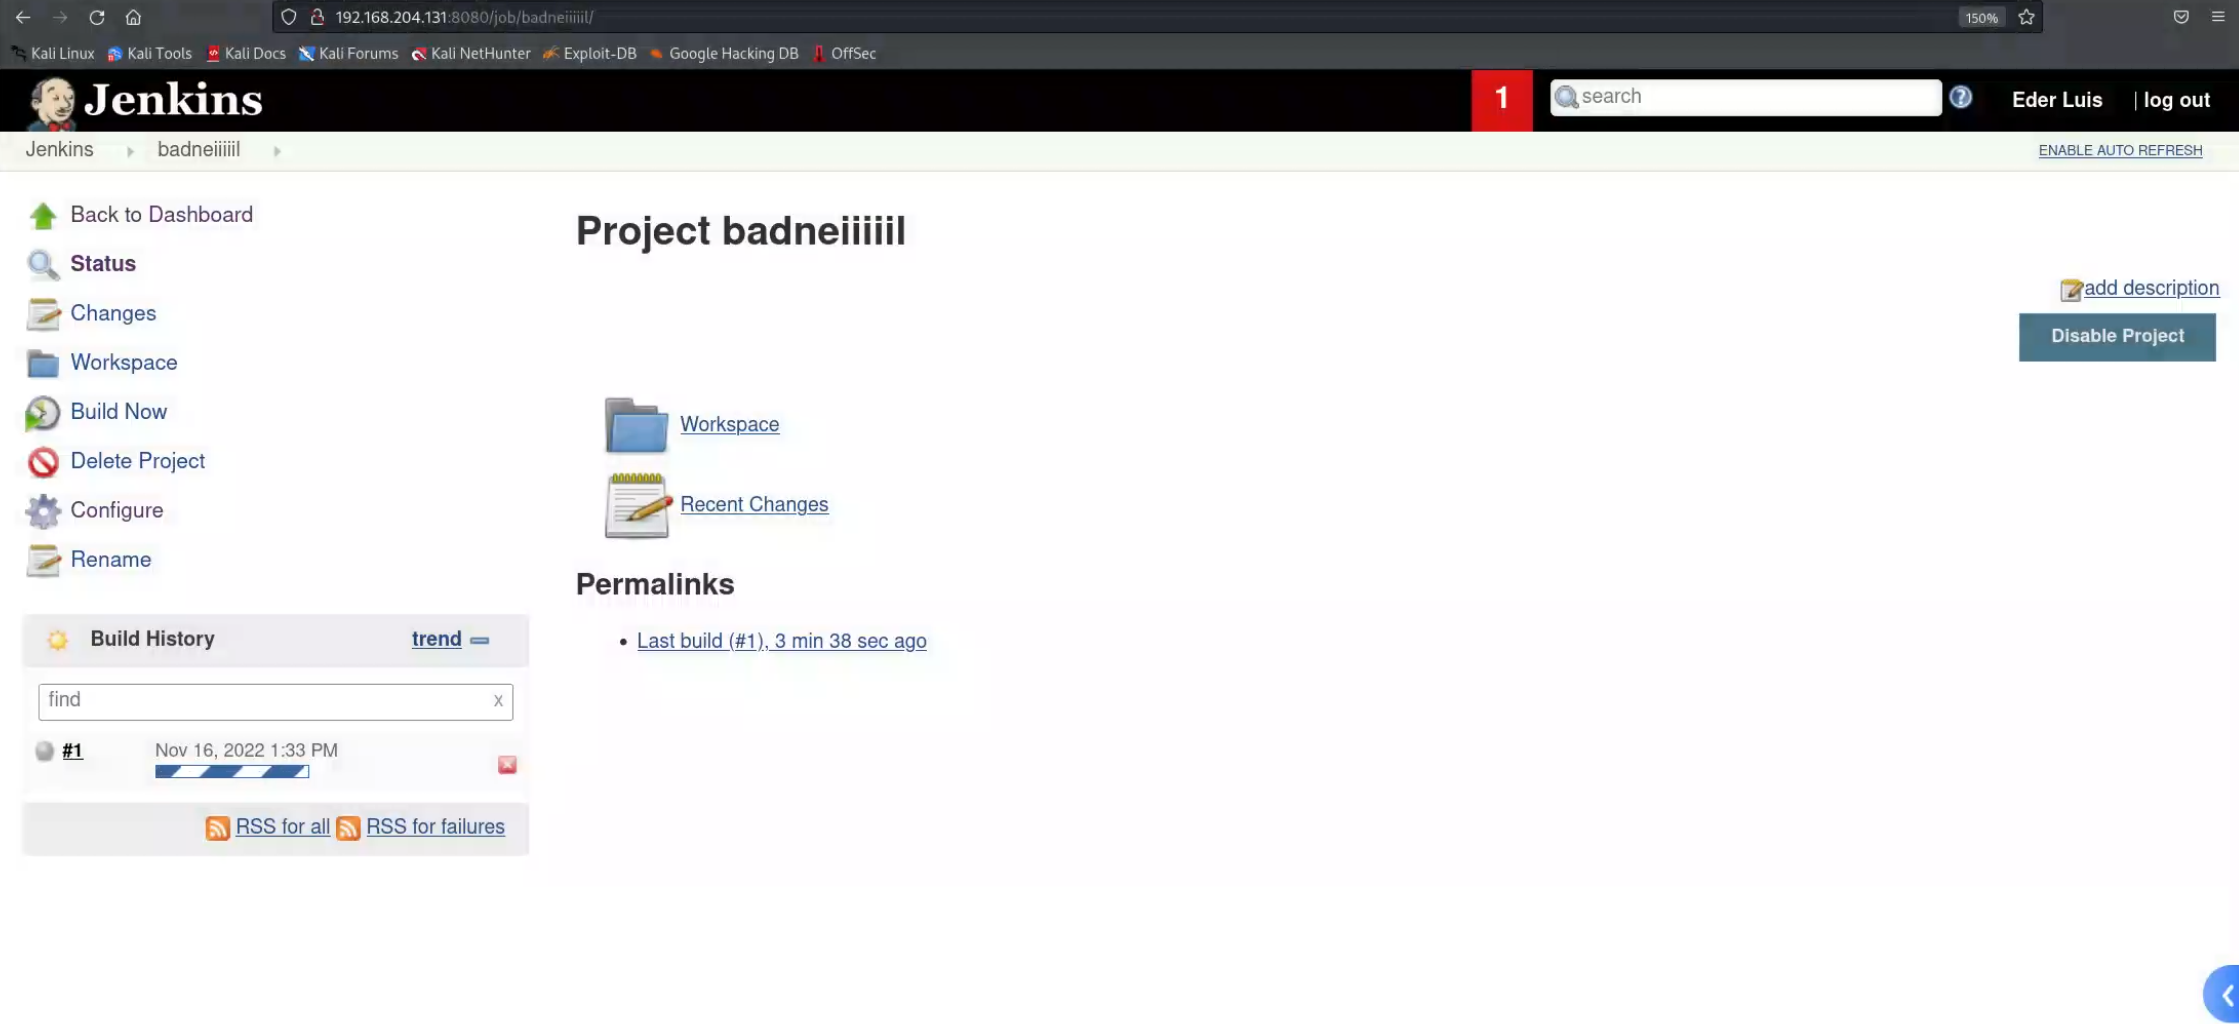 192.168.204.131:8080/job/badneiiiiil/
150%
Kali Linux Kali Tools Kali Docs Kali Forums Kali NetHunter Exploit-DB Google Hacking DB OffSec
Jenkins
1
search
Eder Luis
| log out
Jenkins
badneiiiiil
ENABLE AUTO REFRESH
Back to Dashboard
Status
Changes
Workspace
Build Now
Delete Project
Configure
Rename
Project badneiiiiil
add description
Disable Project
Workspace
Recent Changes
Permalinks
• Last build (#1), 3 min 38 sec ago
Build History trend
find x
#1 Nov 16, 2022 1:33 PM
RSS for all RSS for failures